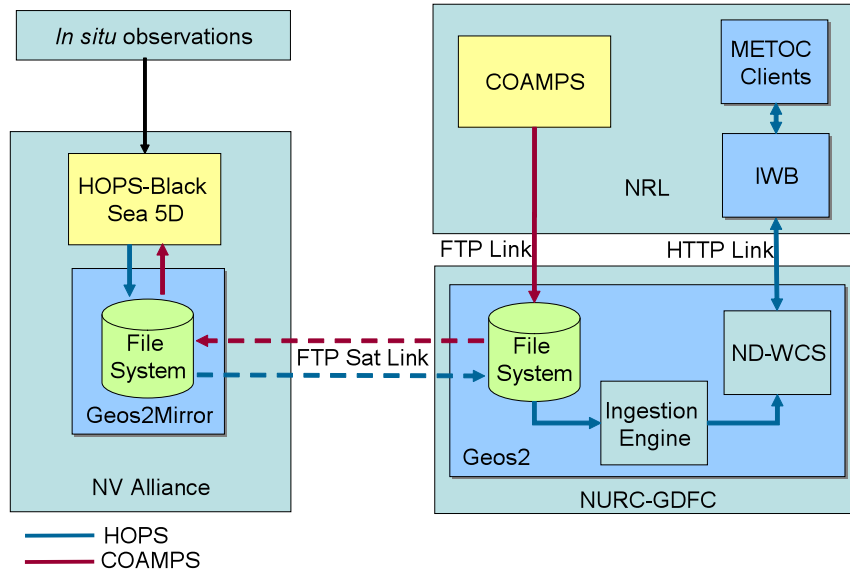 In situ observations
HOPS-Black
Sea 5D
File
System
Geos2Mirror
NV Alliance
COAMPS
METOC
Clients
IWB
NRL
FTP Link
HTTP Link
FTP Sat Link
File
System
Ingestion
Engine
ND-WCS
Geos2
NURC-GDFC
HOPS
COAMPS